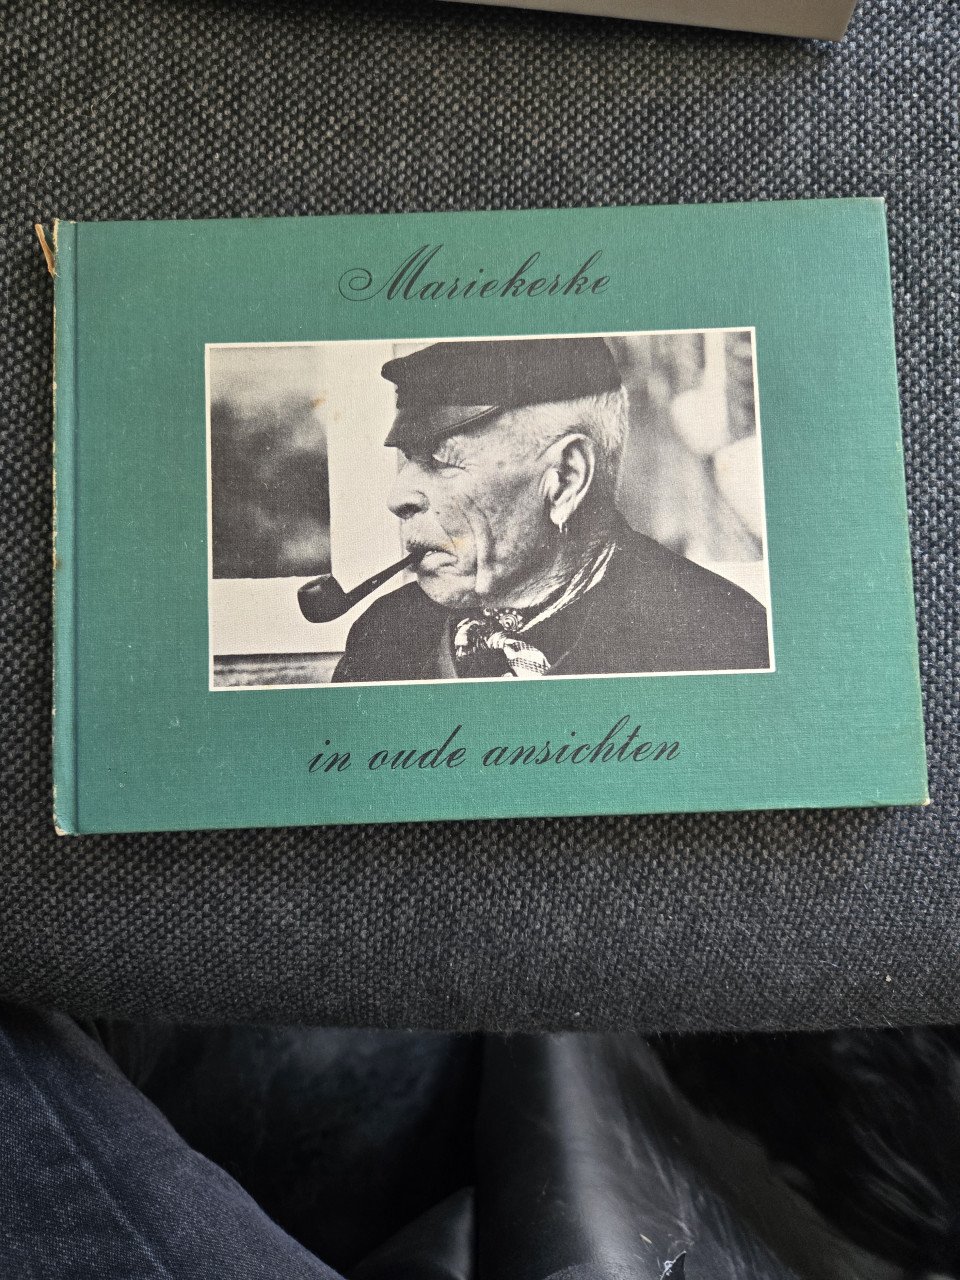 Mariekerke
in oude ansichten